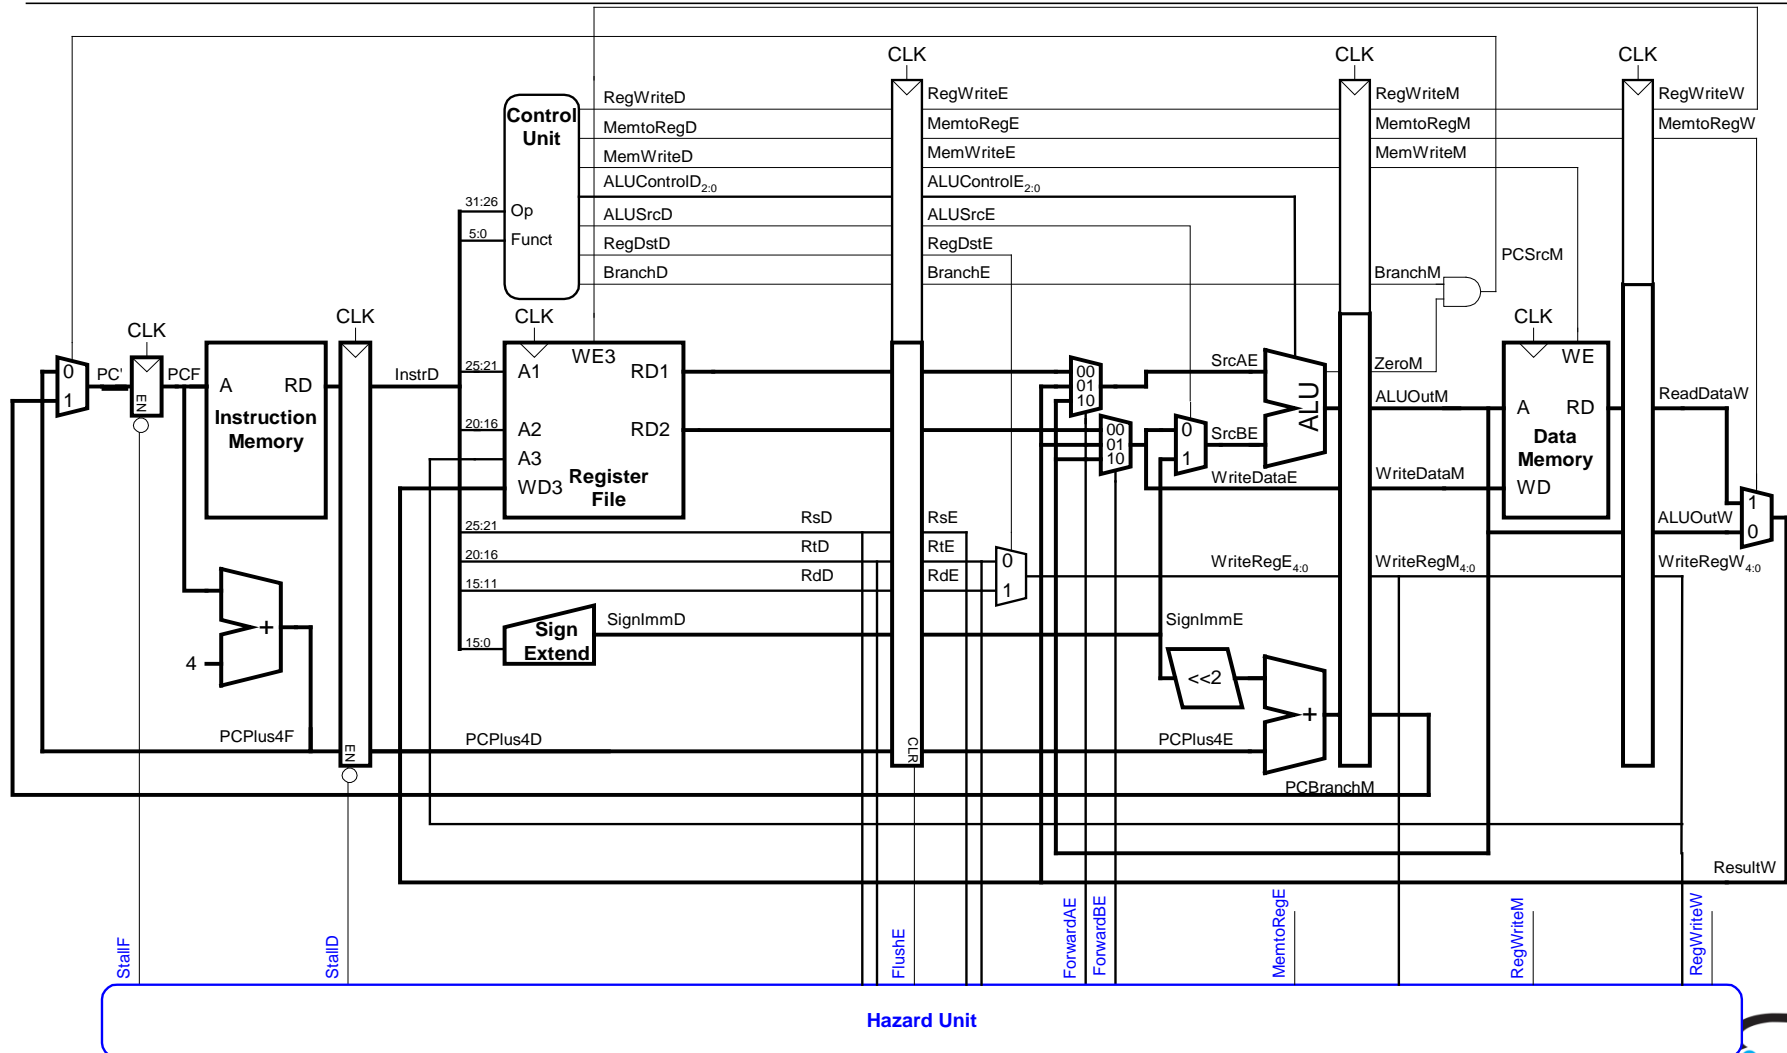 CLK
CLK
CLK
Control Unit
RegWriteD
RegWriteE
RegWriteM
RegWriteW
MemtoRegD
MemtoRegE
MemtoRegM
MemtoRegW
MemWriteD
MemWriteE
MemWriteM
ALUControlD2:0
ALUControlE2:0
31:26
Op
ALUSrcD
ALUSrcE
5:0
Funct
RegDstD
RegDstE
PCSrcM
BranchD
BranchE
BranchM
CLK
CLK
CLK
CLK
WE3
WE
0
1
PC'
EN
PCF
A
RD
Instruction Memory
InstrD
25:21
A1
RD1
00
01
10
SrcAE
ALU
ZeroM
ALUOutM
A
RD
Data Memory
ReadDataW
20:16
A2
RD2
00
01
10
0
1
SrcBE
A3
WD3
Register File
WriteDataE
WriteDataM
WD
1
0
25:21
RsD
RsE
ALUOutW
20:16
RtD
RtE
0
1
WriteRegE4:0
WriteRegM4:0
WriteRegW4:0
15:11
RdD
RdE
+
4
15:0
Sign Extend
SignImmD
SignImmE
<<2
+
PCPlus4F
EN
PCPlus4D
CLR
PCPlus4E
PCBranchM
ResultW
StallF
StallD
FlushE
ForwardAE
ForwardBE
MemtoRegE
RegWriteM
RegWriteW
Hazard Unit